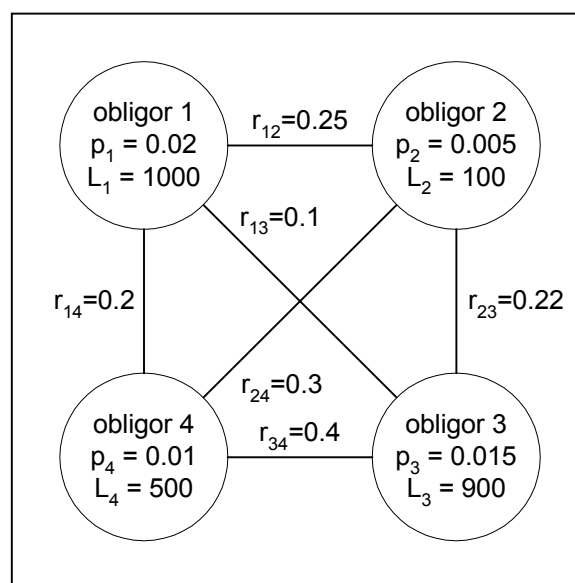 obligor 1
p₁ = 0.02
L₁ = 1000
r₁₂=0.25
obligor 2
p₂ = 0.005
L₂ = 100
r₁₃=0.1
r₁₄=0.2
r₂₃=0.22
r₂₄=0.3
obligor 4
p₄ = 0.01
L₄ = 500
r₃₄=0.4
obligor 3
p₃ = 0.015
L₃ = 900